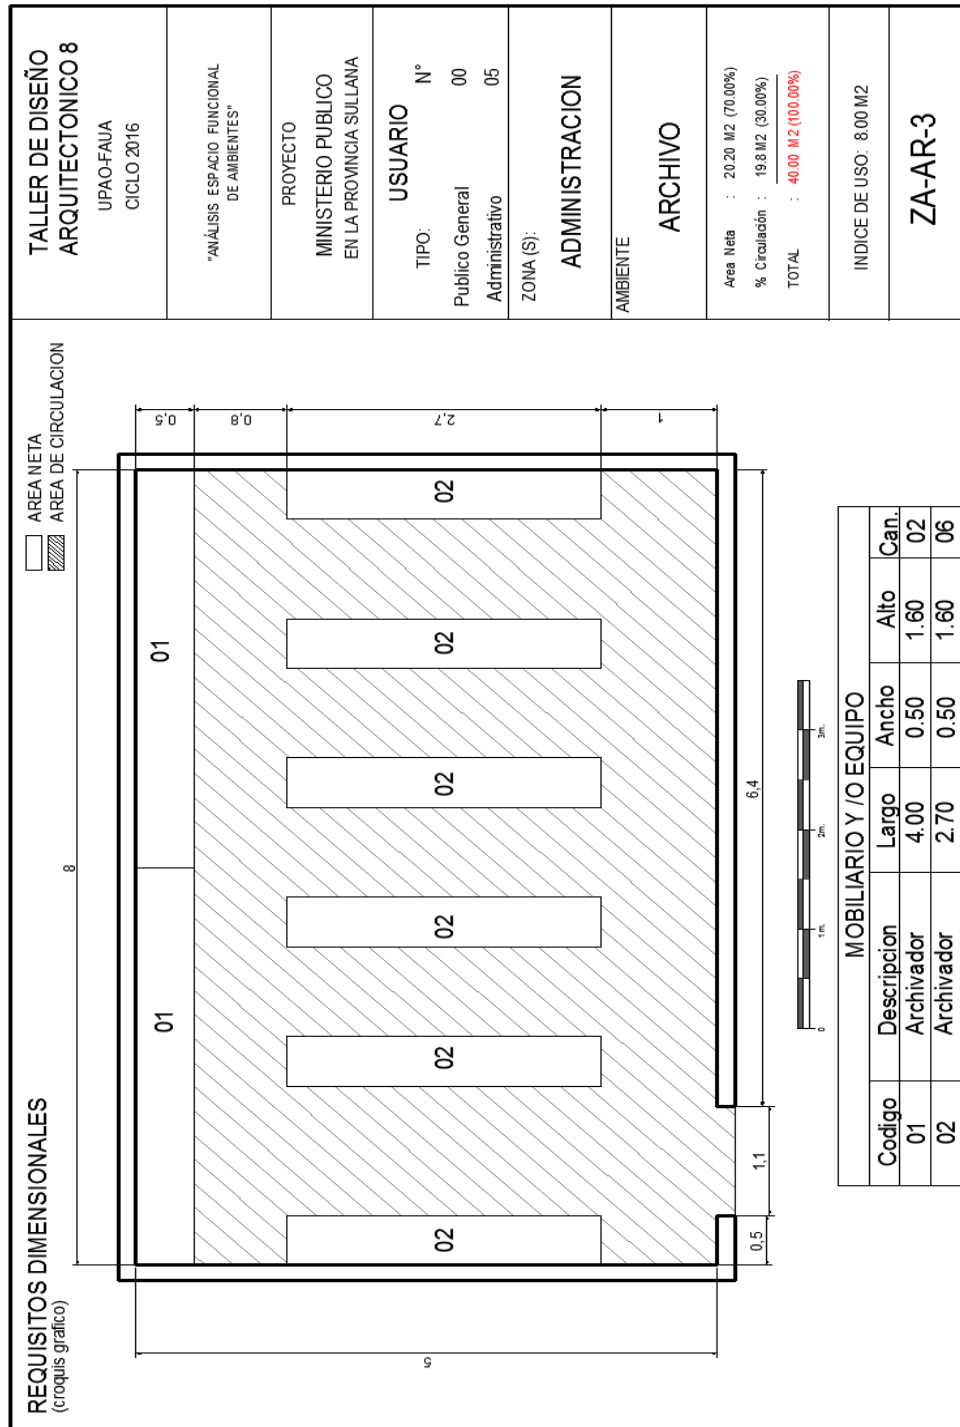 REQUISITOS DIMENSIONALES
(croquis grafico)
AREA NETA
AREA DE CIRCULACION
8
0,5
0,8
2,7
1
5
01
01
02
02
02
02
02
02
0,5
1,1
6,4
0
1m.
2m.
3m.
MOBILIARIO Y /O EQUIPO
Codigo Descripcion Largo Ancho Alto Can.
01 Archivador 4.00 0.50 1.60 02
02 Archivador 2.70 0.50 1.60 06
TALLER DE DISEÑO
ARQUITECTONICO 8
UPAO-FAUA
CICLO 2016
"ANÁLISIS ESPACIO FUNCIONAL
DE AMBIENTES"
PROYECTO
MINISTERIO PUBLICO
EN LA PROVINCIA SULLANA
USUARIO
TIPO: N°
Publico General 00
Administrativo 05
ZONA (S):
ADMINISTRACION
AMBIENTE
ARCHIVO
Area Neta : 20.20 M2 (70.00%)
% Circulación : 19.8 M2 (30.00%)
TOTAL : 40.00 M2 (100.00%)
INDICE DE USO: 8.00 M2
ZA-AR-3